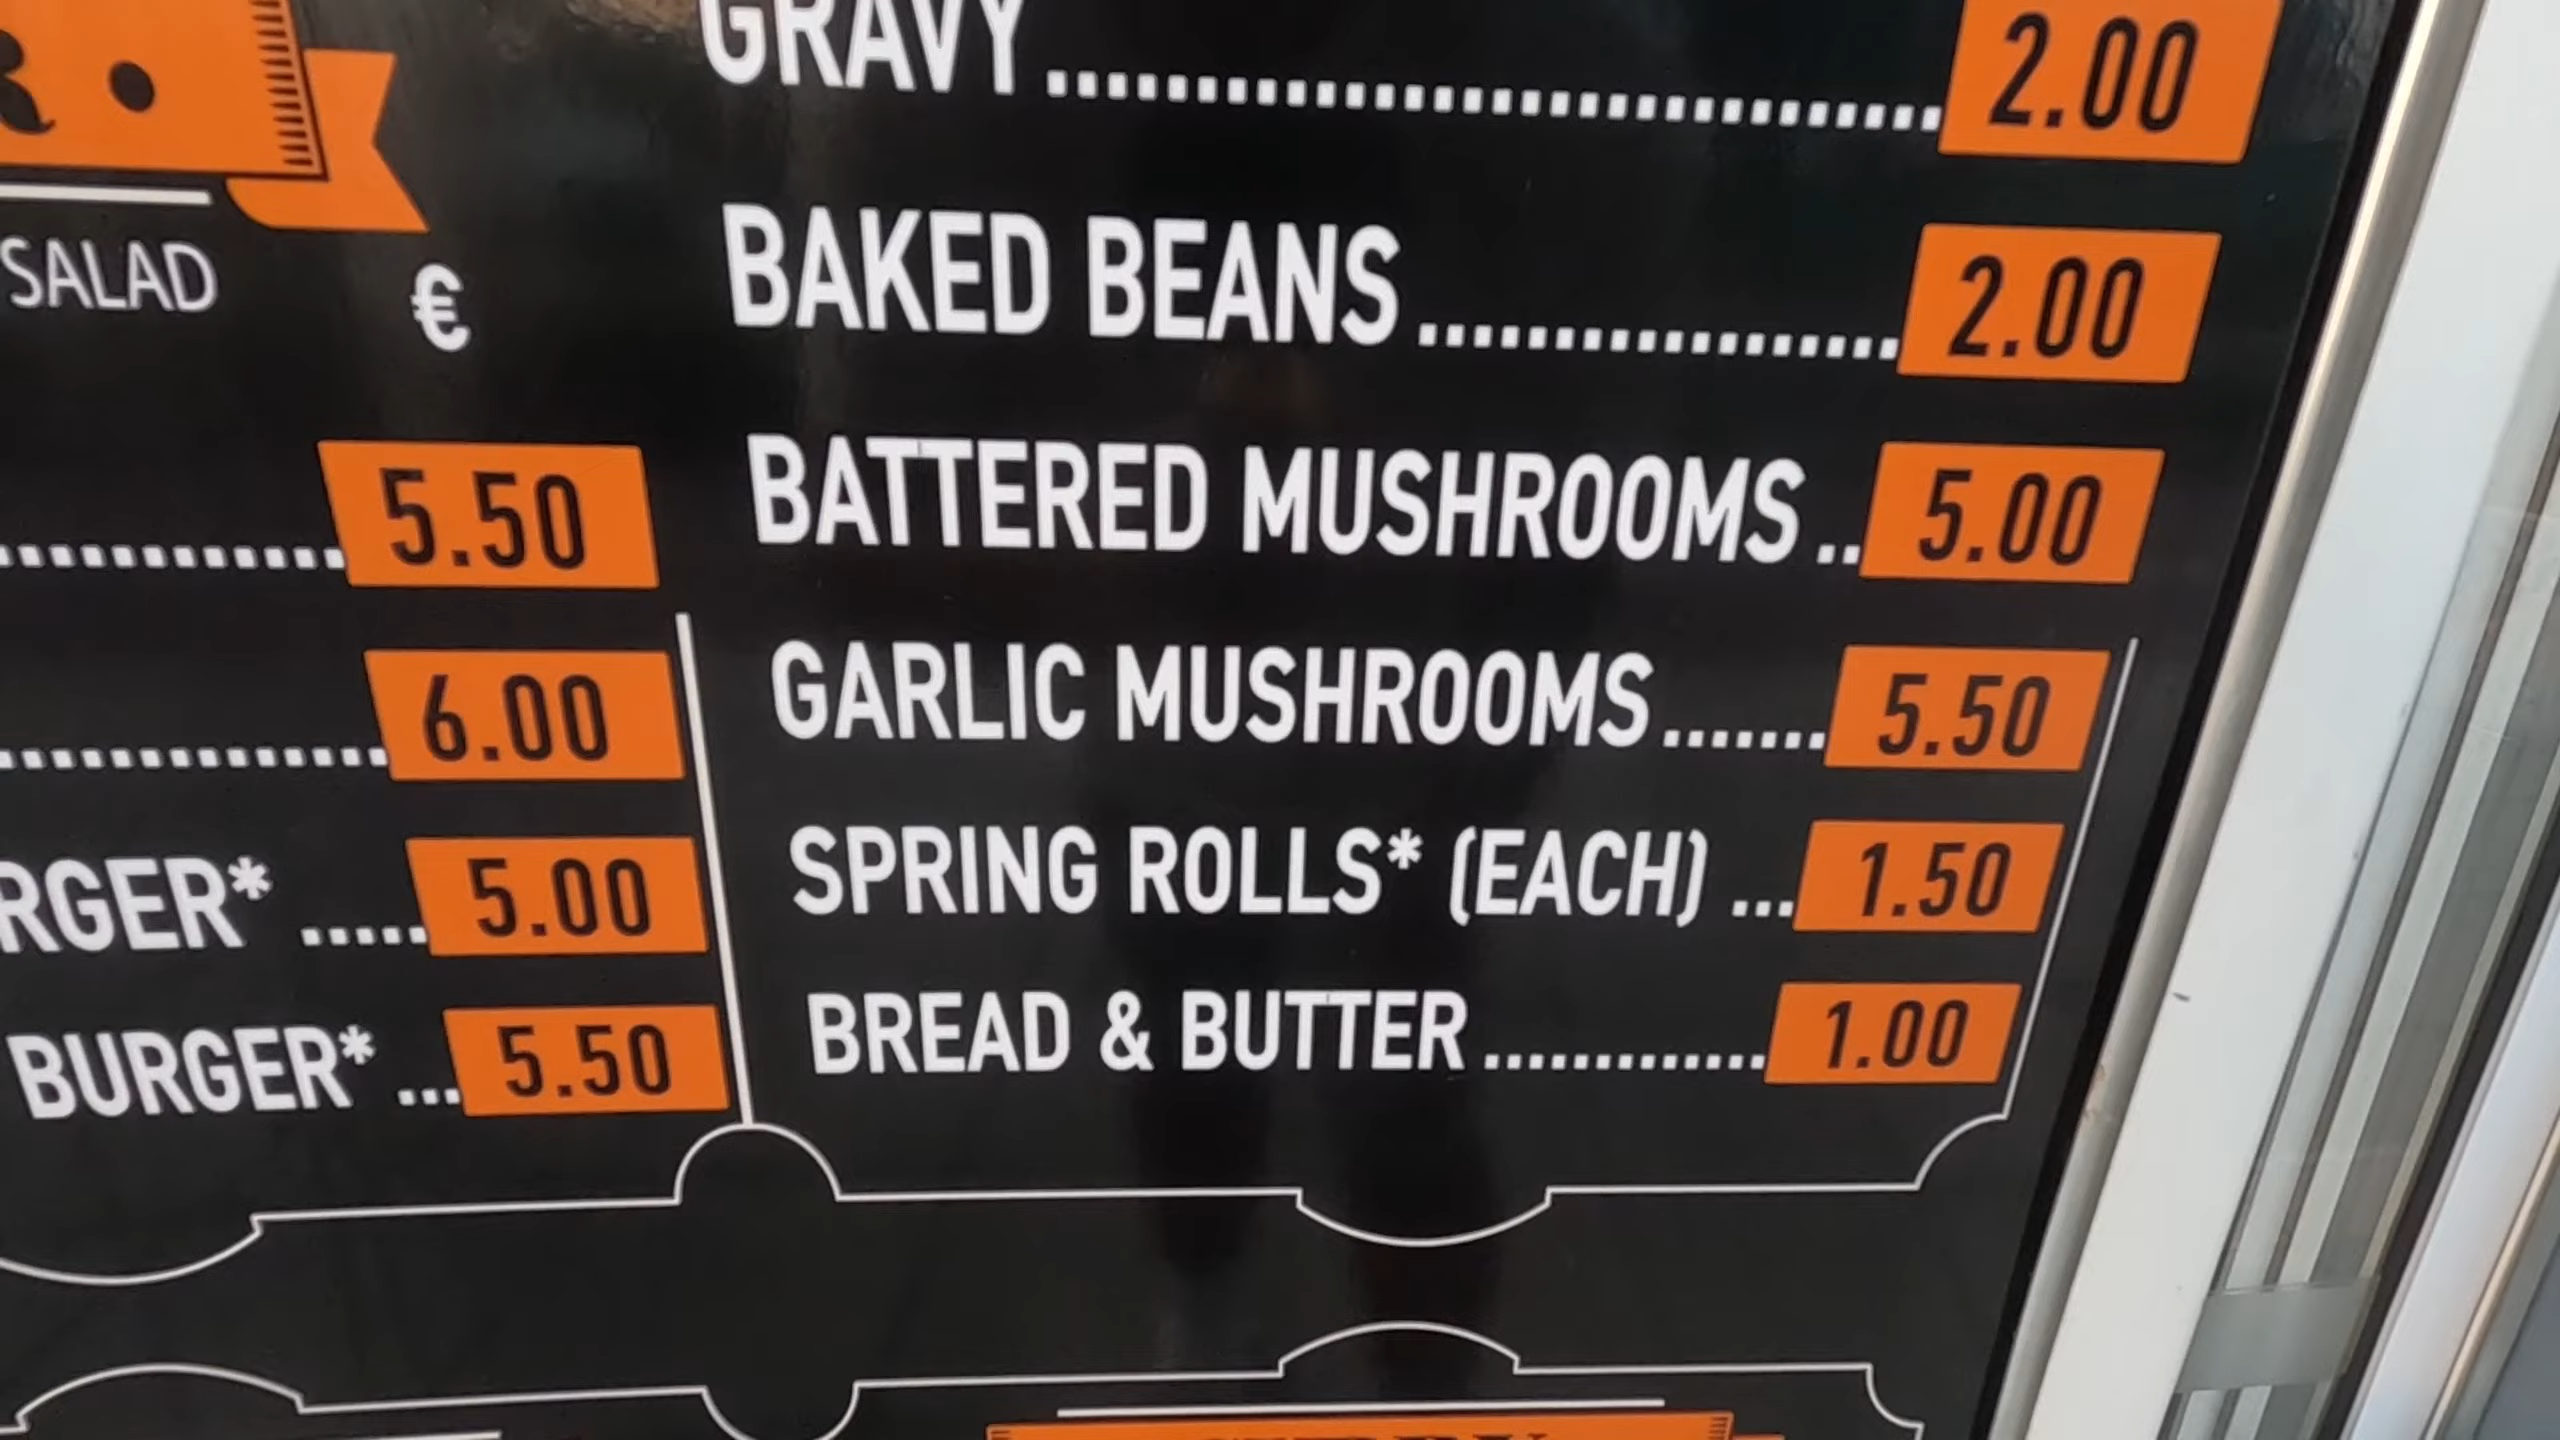 SALAD
€
5.50
6.00
RGER* ..... 5.00
BURGER* ... 5.50
GRAVY.............................. 2.00
BAKED BEANS.................. 2.00
BATTERED MUSHROOMS .. 5.00
GARLIC MUSHROOMS....... 5.50
SPRING ROLLS* (EACH) ... 1.50
BREAD & BUTTER ............. 1.00